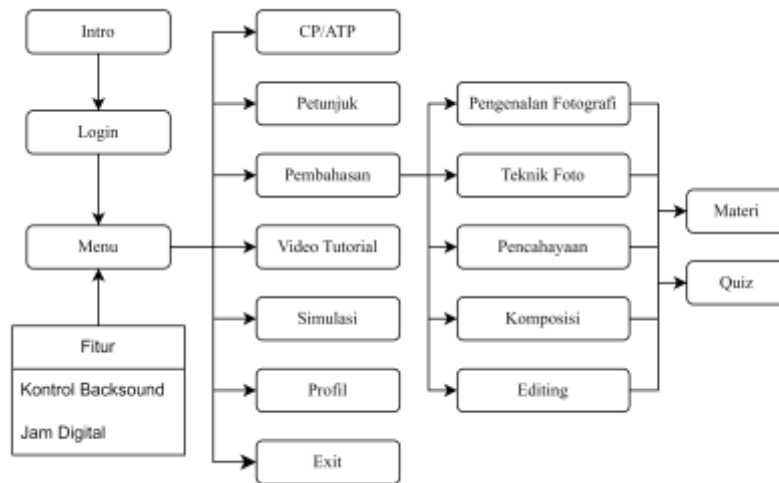 Intro
Login
Menu
Fitur
Kontrol Backsound
Jam Digital
CP/ATP
Petunjuk
Pembahasan
Video Tutorial
Simulasi
Profil
Exit
Pengenalan Fotografi
Teknik Foto
Pencahayaan
Komposisi
Editing
Materi
Quiz